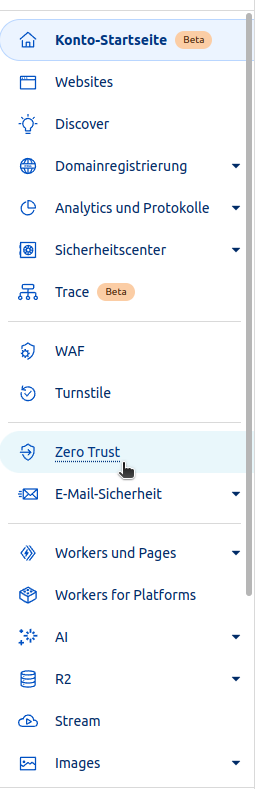 Konto-Startseite Beta
Websites
Discover
Domainregistrierung
Analytics und Protokolle
Sicherheitscenter
Trace Beta
WAF
Turnstile
Zero Trust
E-Mail-Sicherheit
Workers und Pages
Workers for Platforms
AI
R2
Stream
Images